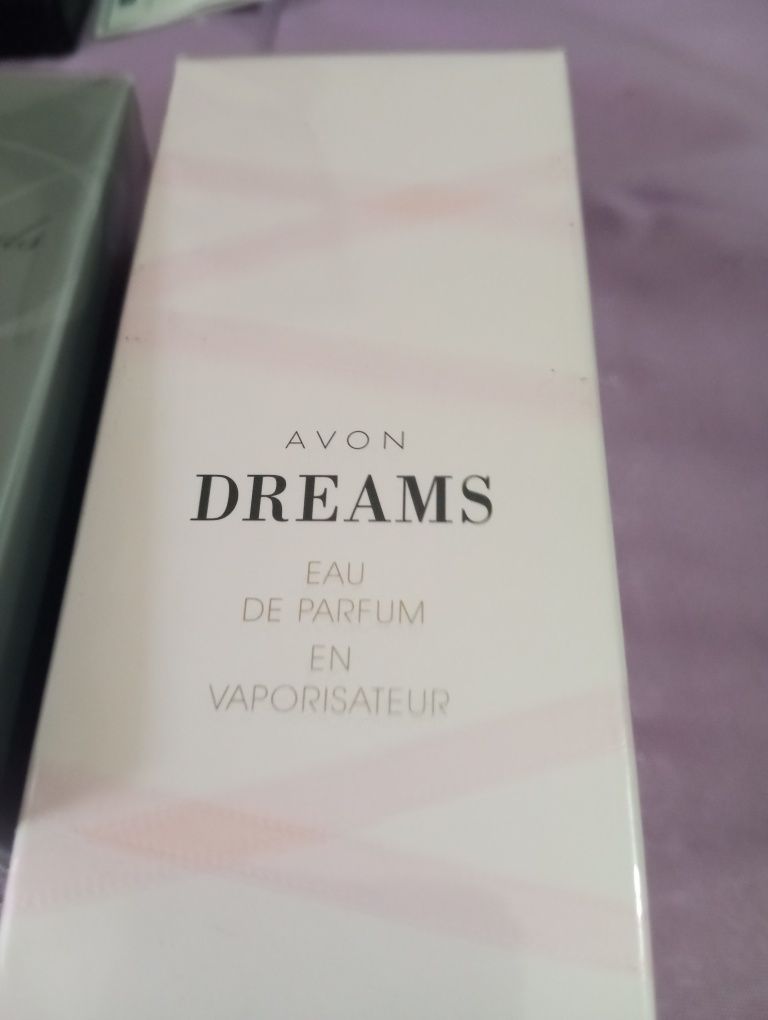 AVON
DREAMS
EAU
DE PARFUM
EN
VAPORISATEUR